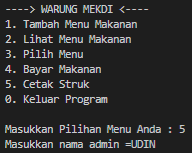 ----> WARUNG MEKDI <----
1. Tambah Menu Makanan
2. Lihat Menu Makanan
3. Pilih Menu
4. Bayar Makanan
5. Cetak Struk
0. Keluar Program
Masukkan Pilihan Menu Anda : 5
Masukkan nama admin =UDIN